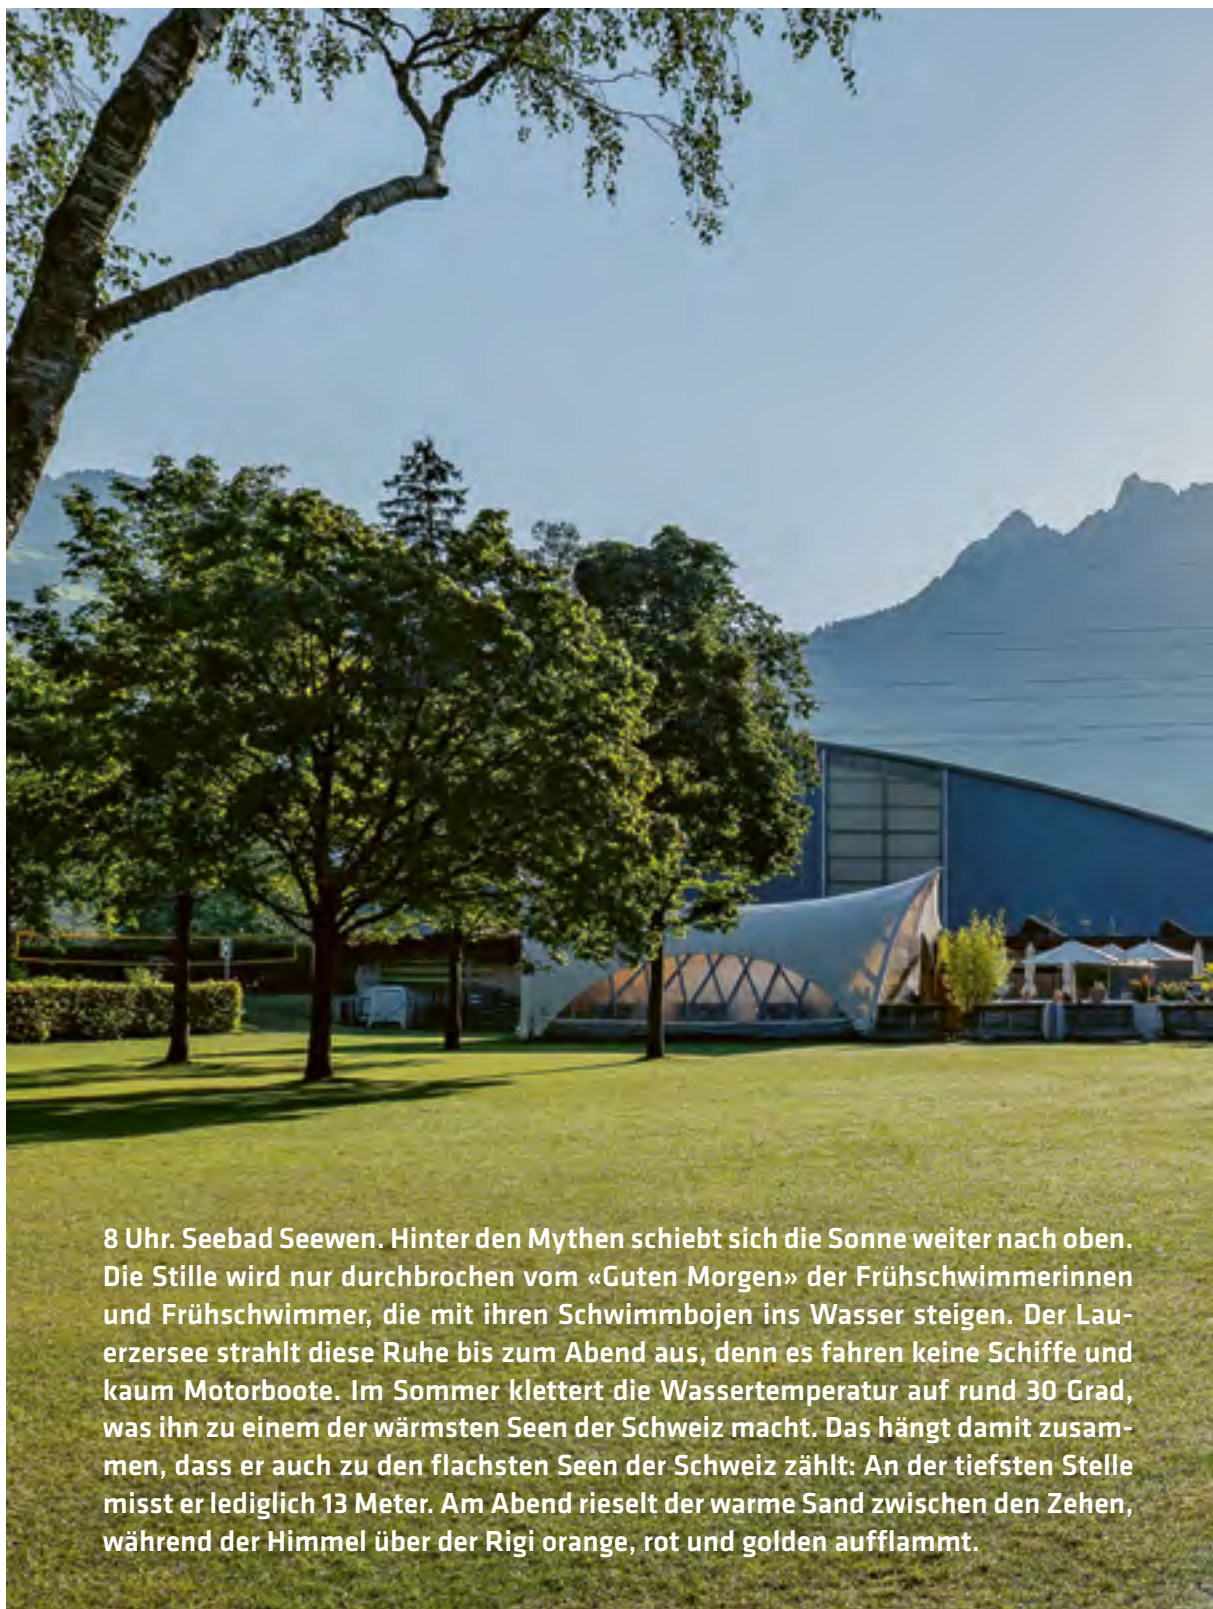 8 Uhr. Seebad Seewen. Hinter den Mythen schiebt sich die Sonne weiter nach oben.
Die Stille wird nur durchbrochen vom «Guten Morgen» der Frühschwimmerinnen
und Frühschwimmer, die mit ihren Schwimmbojen ins Wasser steigen. Der Lau-
erzersee strahlt diese Ruhe bis zum Abend aus, denn es fahren keine Schiffe und
kaum Motorboote. Im Sommer klettert die Wassertemperatur auf rund 30 Grad,
was ihn zu einem der wärmsten Seen der Schweiz macht. Das hängt damit zusam-
men, dass er auch zu den flachsten Seen der Schweiz zählt: An der tiefsten Stelle
misst er lediglich 13 Meter. Am Abend rieselt der warme Sand zwischen den Zehen,
während der Himmel über der Rigi orange, rot und golden aufflammt.